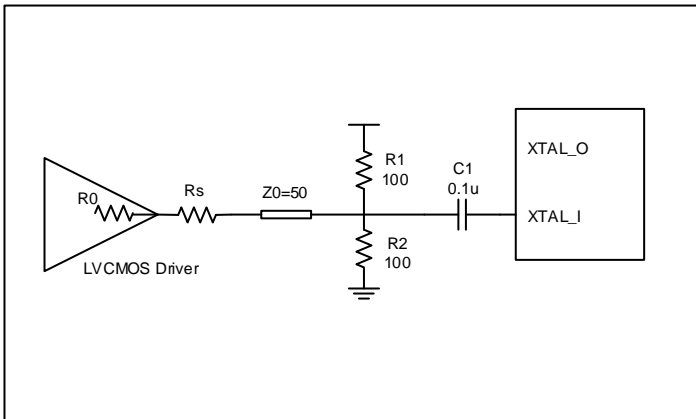 XTAL_O
R1
100
C1
0.1u
R0
Rs
Z0=50
XTAL_I
R2
100
LVCMOS Driver